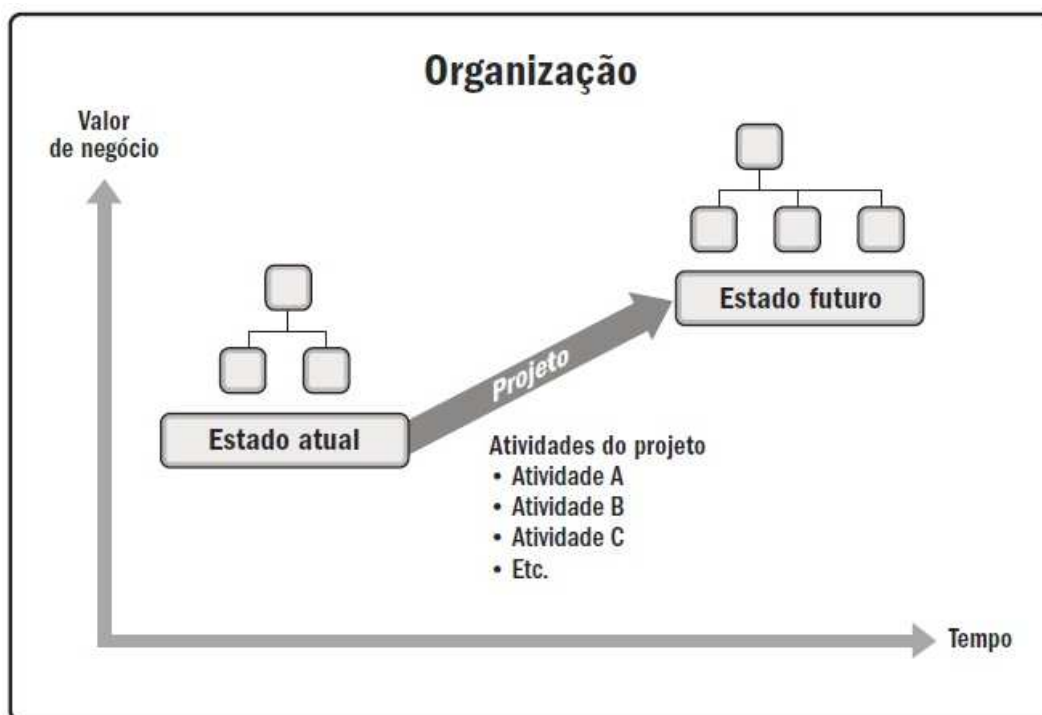 Organização
Valor
de negócio
Estado futuro
Projeto
Estado atual
Atividades do projeto
• Atividade A
• Atividade B
• Atividade C
• Etc.
Tempo